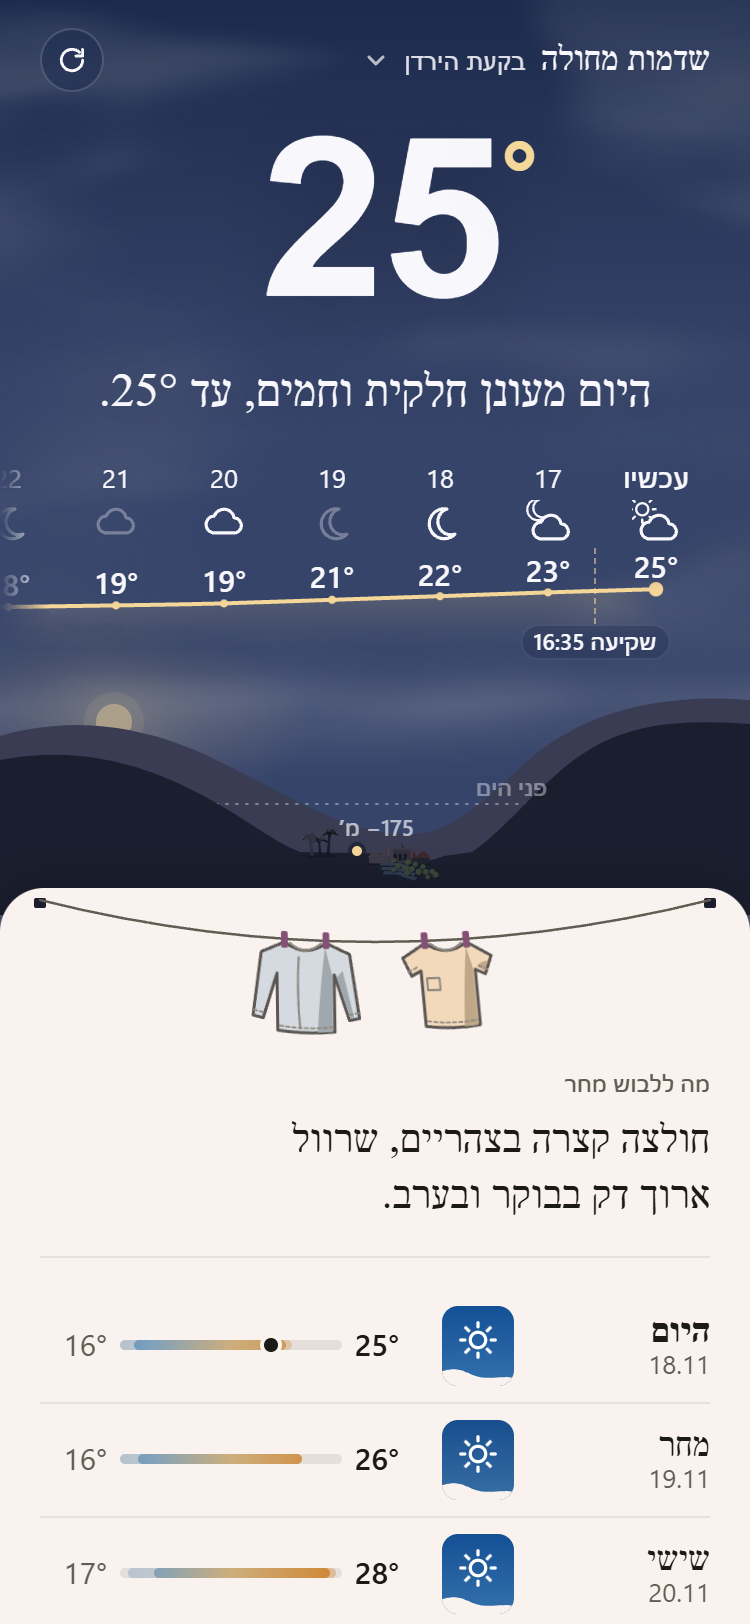 שדמות מחולה בקעת הירדן
25°
היום מעונן חלקית וחמים, עד 25°.
עכשיו 17 18 19 20 21 22
25° 23° 22° 21° 19° 19° 8°
שקיעה 16:35
פני הים
175– מ׳
מה ללבוש מחר
חולצה קצרה בצהריים, שרוול
ארוך דק בבוקר ובערב.
היום 25° 16°
18.11
מחר 26° 16°
19.11
שישי 28° 17°
20.11